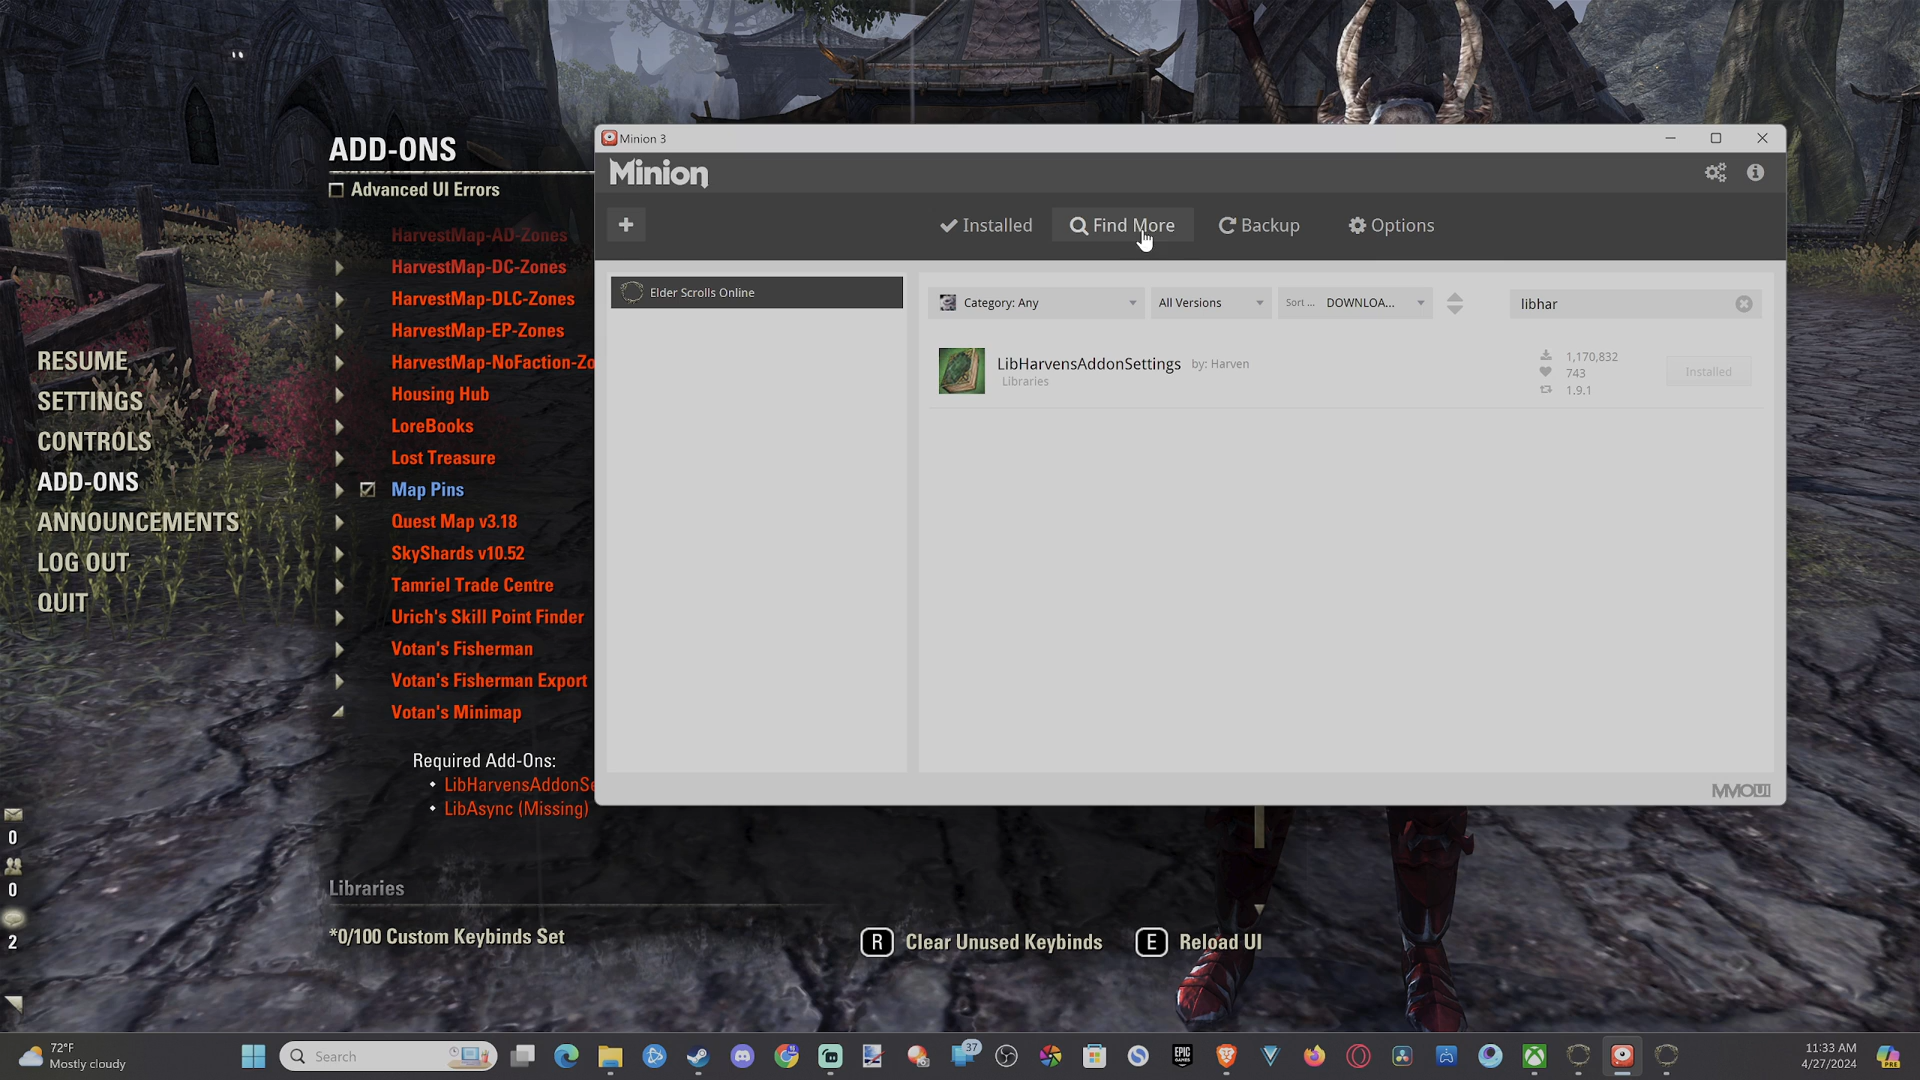 ADD-ONS
Advanced UI Errors
HarvestMap-AD-Zones
HarvestMap-DC-Zones
HarvestMap-DLC-Zones
HarvestMap-EP-Zones
HarvestMap-NoFaction-Zo
Housing Hub
LoreBooks
Lost Treasure
Map Pins
Quest Map v3.18
SkyShards v10.52
Tamriel Trade Centre
Urich's Skill Point Finder
Votan's Fisherman
Votan's Fisherman Export
Votan's Minimap
Required Add-Ons:
• LibHarvensAddonSe
• LibAsync (Missing)
Libraries
*0/100 Custom Keybinds Set
R Clear Unused Keybinds
E Reload UI
RESUME
SETTINGS
CONTROLS
ADD-ONS
ANNOUNCEMENTS
LOG OUT
QUIT
0
0
2
Minion 3
Minion
Installed
Find More
Backup
Options
Elder Scrolls Online
Category: Any
All Versions
Sort ... DOWNLOA...
libhar
LibHarvensAddonSettings by: Harven
Libraries
1,170,832
743
1.9.1
Installed
MMOUI
72°F
Mostly cloudy
Search
37
EPIC
GAMES
PRE
11:33 AM
4/27/2024